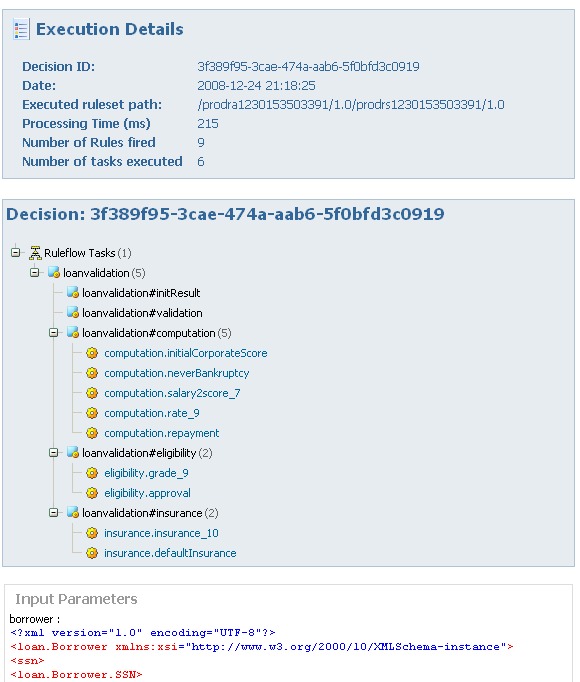 Execution Details
Decision ID: 3f389f95-3cae-474a-aab6-5f0bfd3c0919
Date: 2008-12-24 21:18:25
Executed ruleset path: /prodra1230153503391/1.0/prodrs1230153503391/1.0
Processing Time (ms) 215
Number of Rules fired 9
Number of tasks executed 6
Decision: 3f389f95-3cae-474a-aab6-5f0bfd3c0919
Ruleflow Tasks (1)
loanvalidation (5)
loanvalidation#initResult
loanvalidation#validation
loanvalidation#computation (5)
computation.initialCorporateScore
computation.neverBankruptcy
computation.salary2score_7
computation.rate_9
computation.repayment
loanvalidation#eligibility (2)
eligibility.grade_9
eligibility.approval
loanvalidation#insurance (2)
insurance.insurance_10
insurance.defaultInsurance
Input Parameters
borrower :
<?xml version="1.0" encoding="UTF-8"?>
<loan.Borrower xmlns:xsi="http://www.w3.org/2000/10/XMLSchema-instance">
<ssn>
<loan.Borrower.SSN>